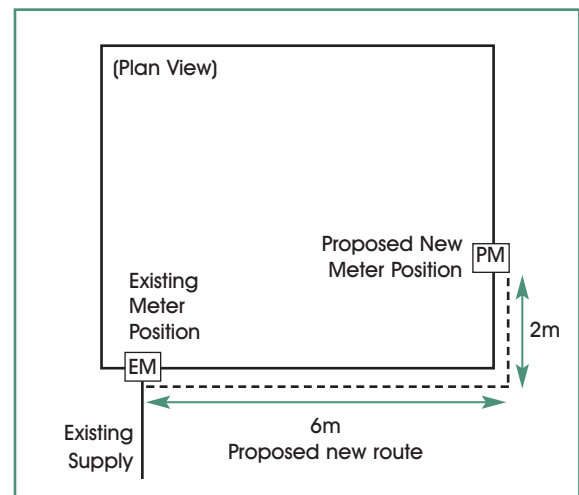 (Plan View)
Proposed New
Meter Position
PM
Existing
Meter
Position
EM
2m
6m
Proposed new route
Existing
Supply